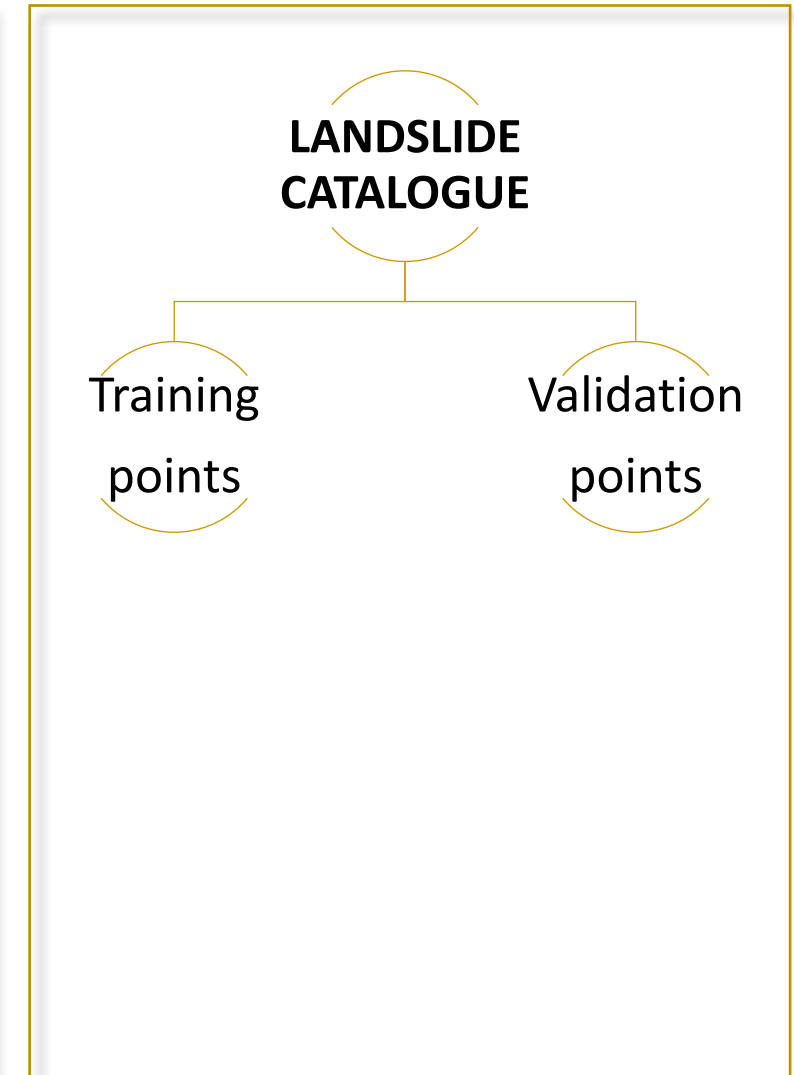 LANDSLIDE
CATALOGUE
Training
points
Validation
points